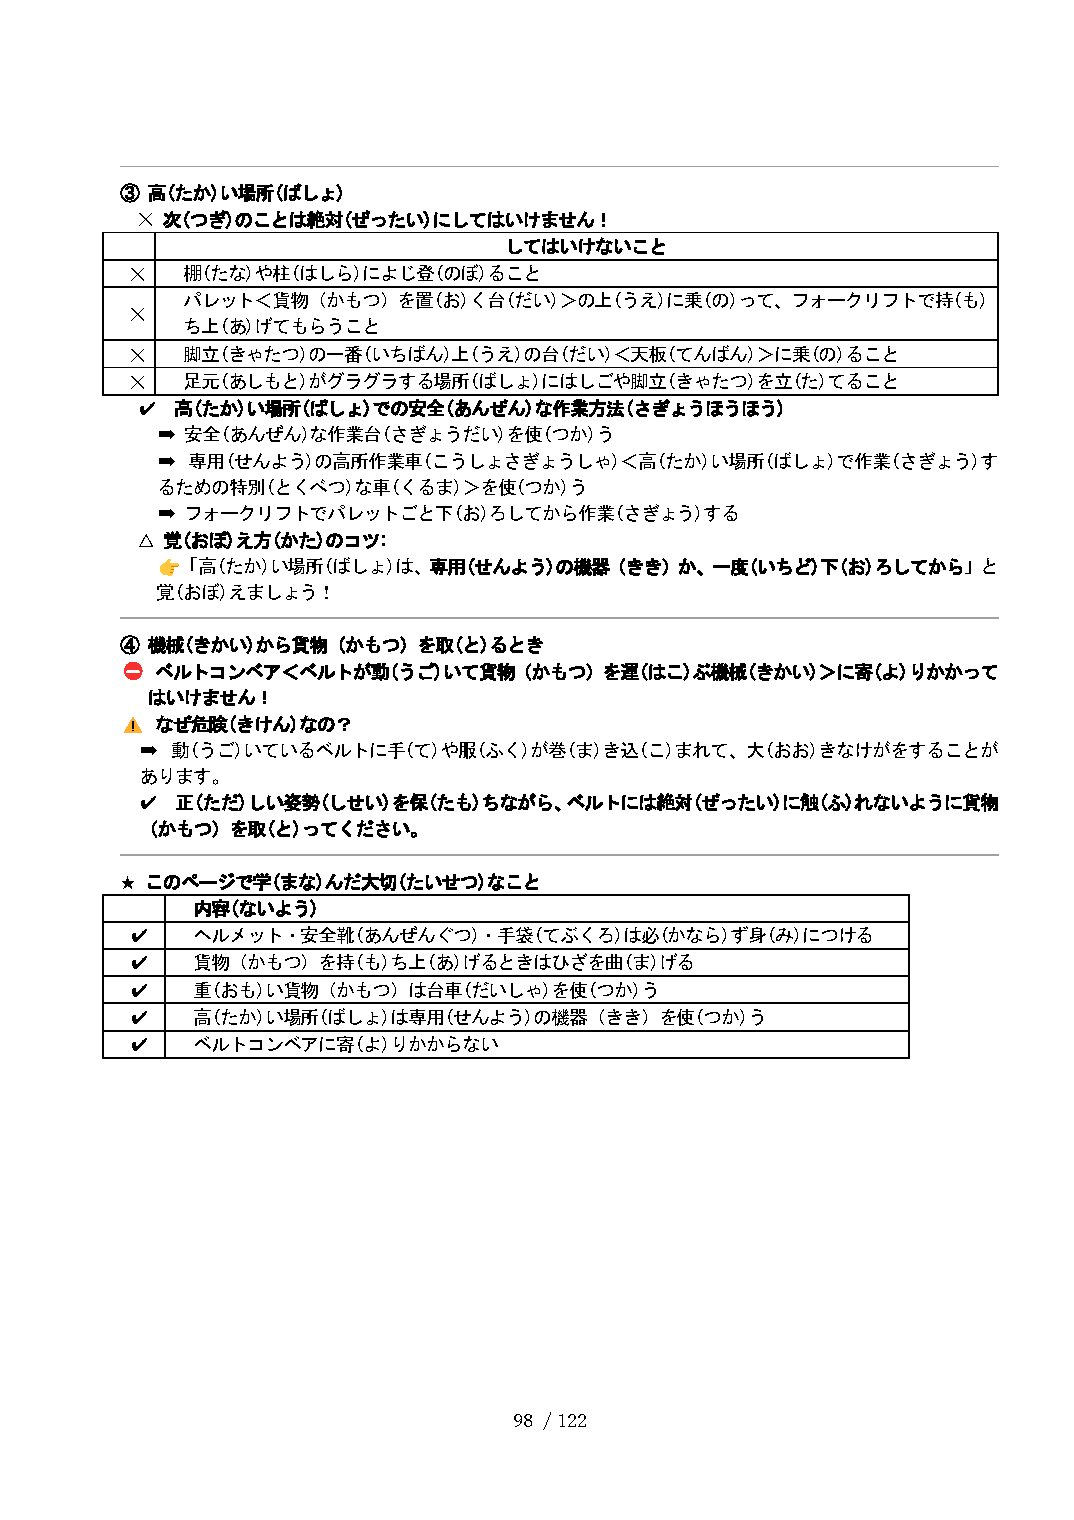 ③ 高(たか)い場所(ばしょ)
× 次(つぎ)のことは絶対(ぜったい)にしてはいけません！
してはいけないこと
× 棚(たな)や柱(はしら)によじ登(のぼ)ること
× パレット＜貨物（かもつ）を置(お)く台(だい)＞の上(うえ)に乗(の)って、フォークリフトで持(も)
ち上(あ)げてもらうこと
× 脚立(きゃたつ)の一番(いちばん)上(うえ)の台(だい)＜天板(てんばん)＞に乗(の)ること
× 足元(あしもと)がグラグラする場所(ばしょ)にはしごや脚立(きゃたつ)を立(た)てること
✔ 高(たか)い場所(ばしょ)での安全(あんぜん)な作業方法(さぎょうほうほう)
➡ 安全(あんぜん)な作業台(さぎょうだい)を使(つか)う
➡ 専用(せんよう)の高所作業車(こうしょさぎょうしゃ)＜高(たか)い場所(ばしょ)で作業(さぎょう)す
るための特別(とくべつ)な車(くるま)＞を使(つか)う
➡ フォークリフトでパレットごと下(お)ろしてから作業(さぎょう)する
△ 覚(おぼ)え方(かた)のコツ:
👉「高(たか)い場所(ばしょ)は、専用(せんよう)の機器（きき）か、一度(いちど)下(お)ろしてから」と
覚(おぼ)えましょう！
④ 機械(きかい)から貨物（かもつ）を取(と)るとき
⛔ ベルトコンベア＜ベルトが動(うご)いて貨物（かもつ）を運(はこ)ぶ機械(きかい)＞に寄(よ)りかかって
はいけません！
⚠ なぜ危険(きけん)なの？
➡ 動(うご)いているベルトに手(て)や服(ふく)が巻(ま)き込(こ)まれて、大(おお)きなけがをすることが
あります。
✔ 正(ただ)しい姿勢(しせい)を保(たも)ちながら、ベルトには絶対(ぜったい)に触(ふ)れないように貨物
（かもつ）を取(と)ってください。
★ このページで学(まな)んだ大切(たいせつ)なこと
内容(ないよう)
✔ ヘルメット・安全靴(あんぜんぐつ)・手袋(てぶくろ)は必(かなら)ず身(み)につける
✔ 貨物（かもつ）を持(も)ち上(あ)げるときはひざを曲(ま)げる
✔ 重(おも)い貨物（かもつ）は台車(だいしゃ)を使(つか)う
✔ 高(たか)い場所(ばしょ)は専用(せんよう)の機器（きき）を使(つか)う
✔ ベルトコンベアに寄(よ)りかからない
98 / 122